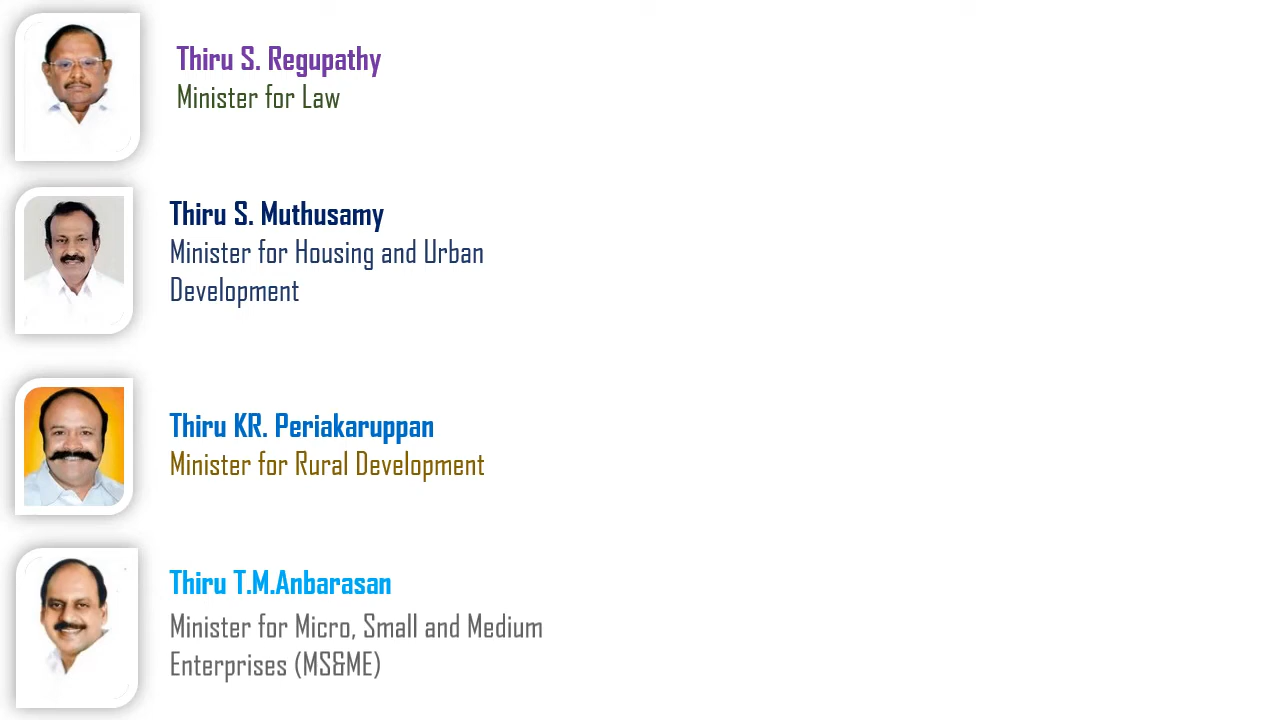 Thiru S. Regupathy
Minister for Law
Thiru S. Muthusamy
Minister for Housing and Urban
Development
Thiru KR. Periakaruppan
Minister for Rural Development
Thiru T.M.Anbarasan
Minister for Micro, Small and Medium
Enterprises (MS&ME)